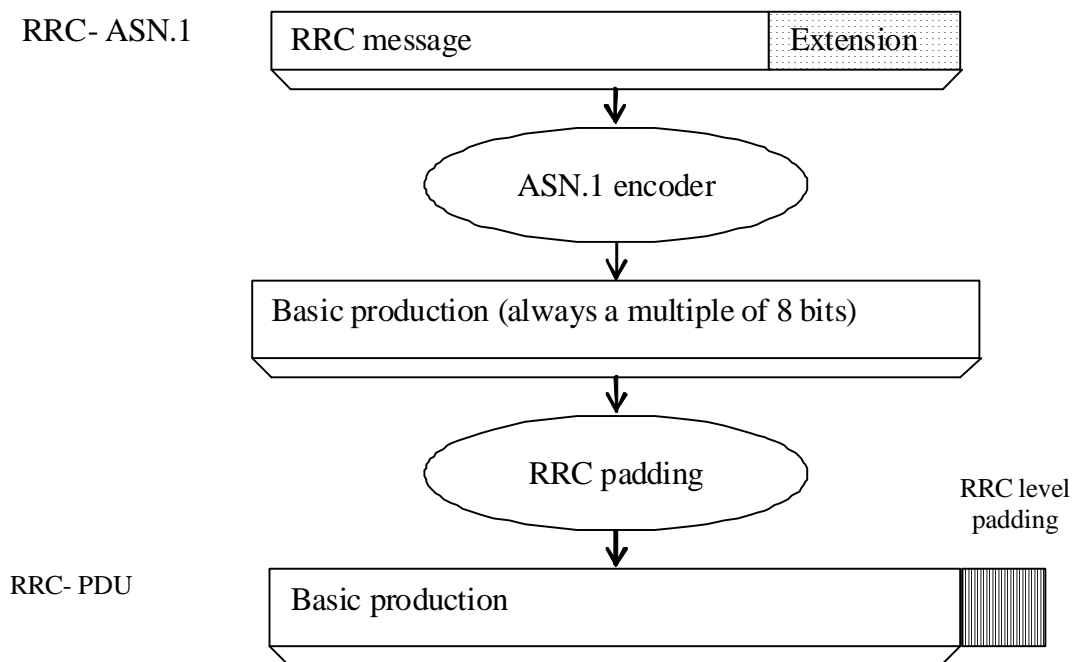 RRC- ASN.1
RRC message
Extension
ASN.1 encoder
Basic production (always a multiple of 8 bits)
RRC padding
RRC level
padding
RRC- PDU
Basic production